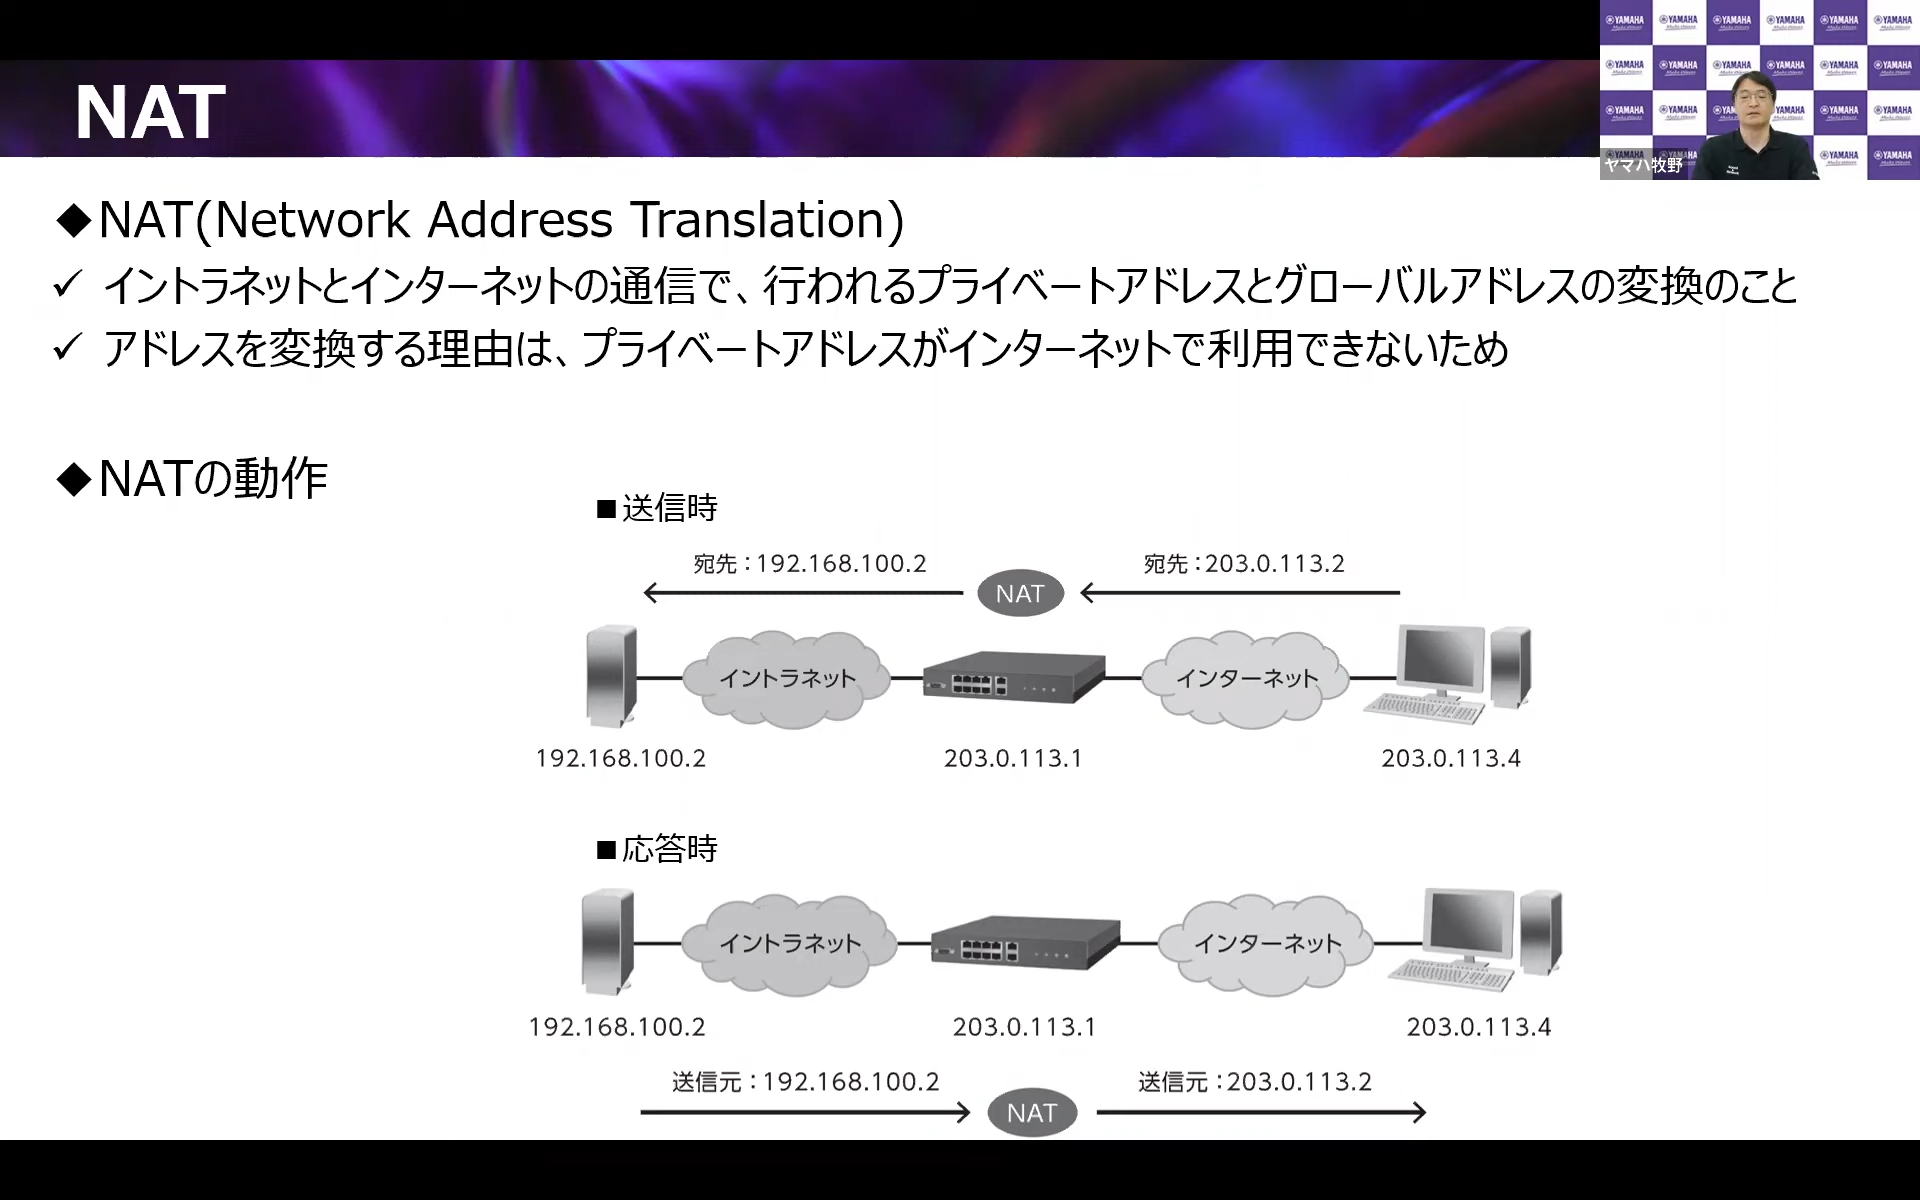 NAT
ヤマハ牧野
◆NAT(Network Address Translation)
✓ イントラネットとインターネットの通信で、行われるプライベートアドレスとグローバルアドレスの変換のこと
✓ アドレスを変換する理由は、プライベートアドレスがインターネットで利用できないため
◆NATの動作
■送信時
宛先：192.168.100.2
NAT
宛先：203.0.113.2
イントラネット
インターネット
192.168.100.2
203.0.113.1
203.0.113.4
■応答時
イントラネット
インターネット
192.168.100.2
203.0.113.1
203.0.113.4
送信元：192.168.100.2
NAT
送信元：203.0.113.2
YAMAHA YAMAHA YAMAHA YAMAHA YAMAHA YAMAHA